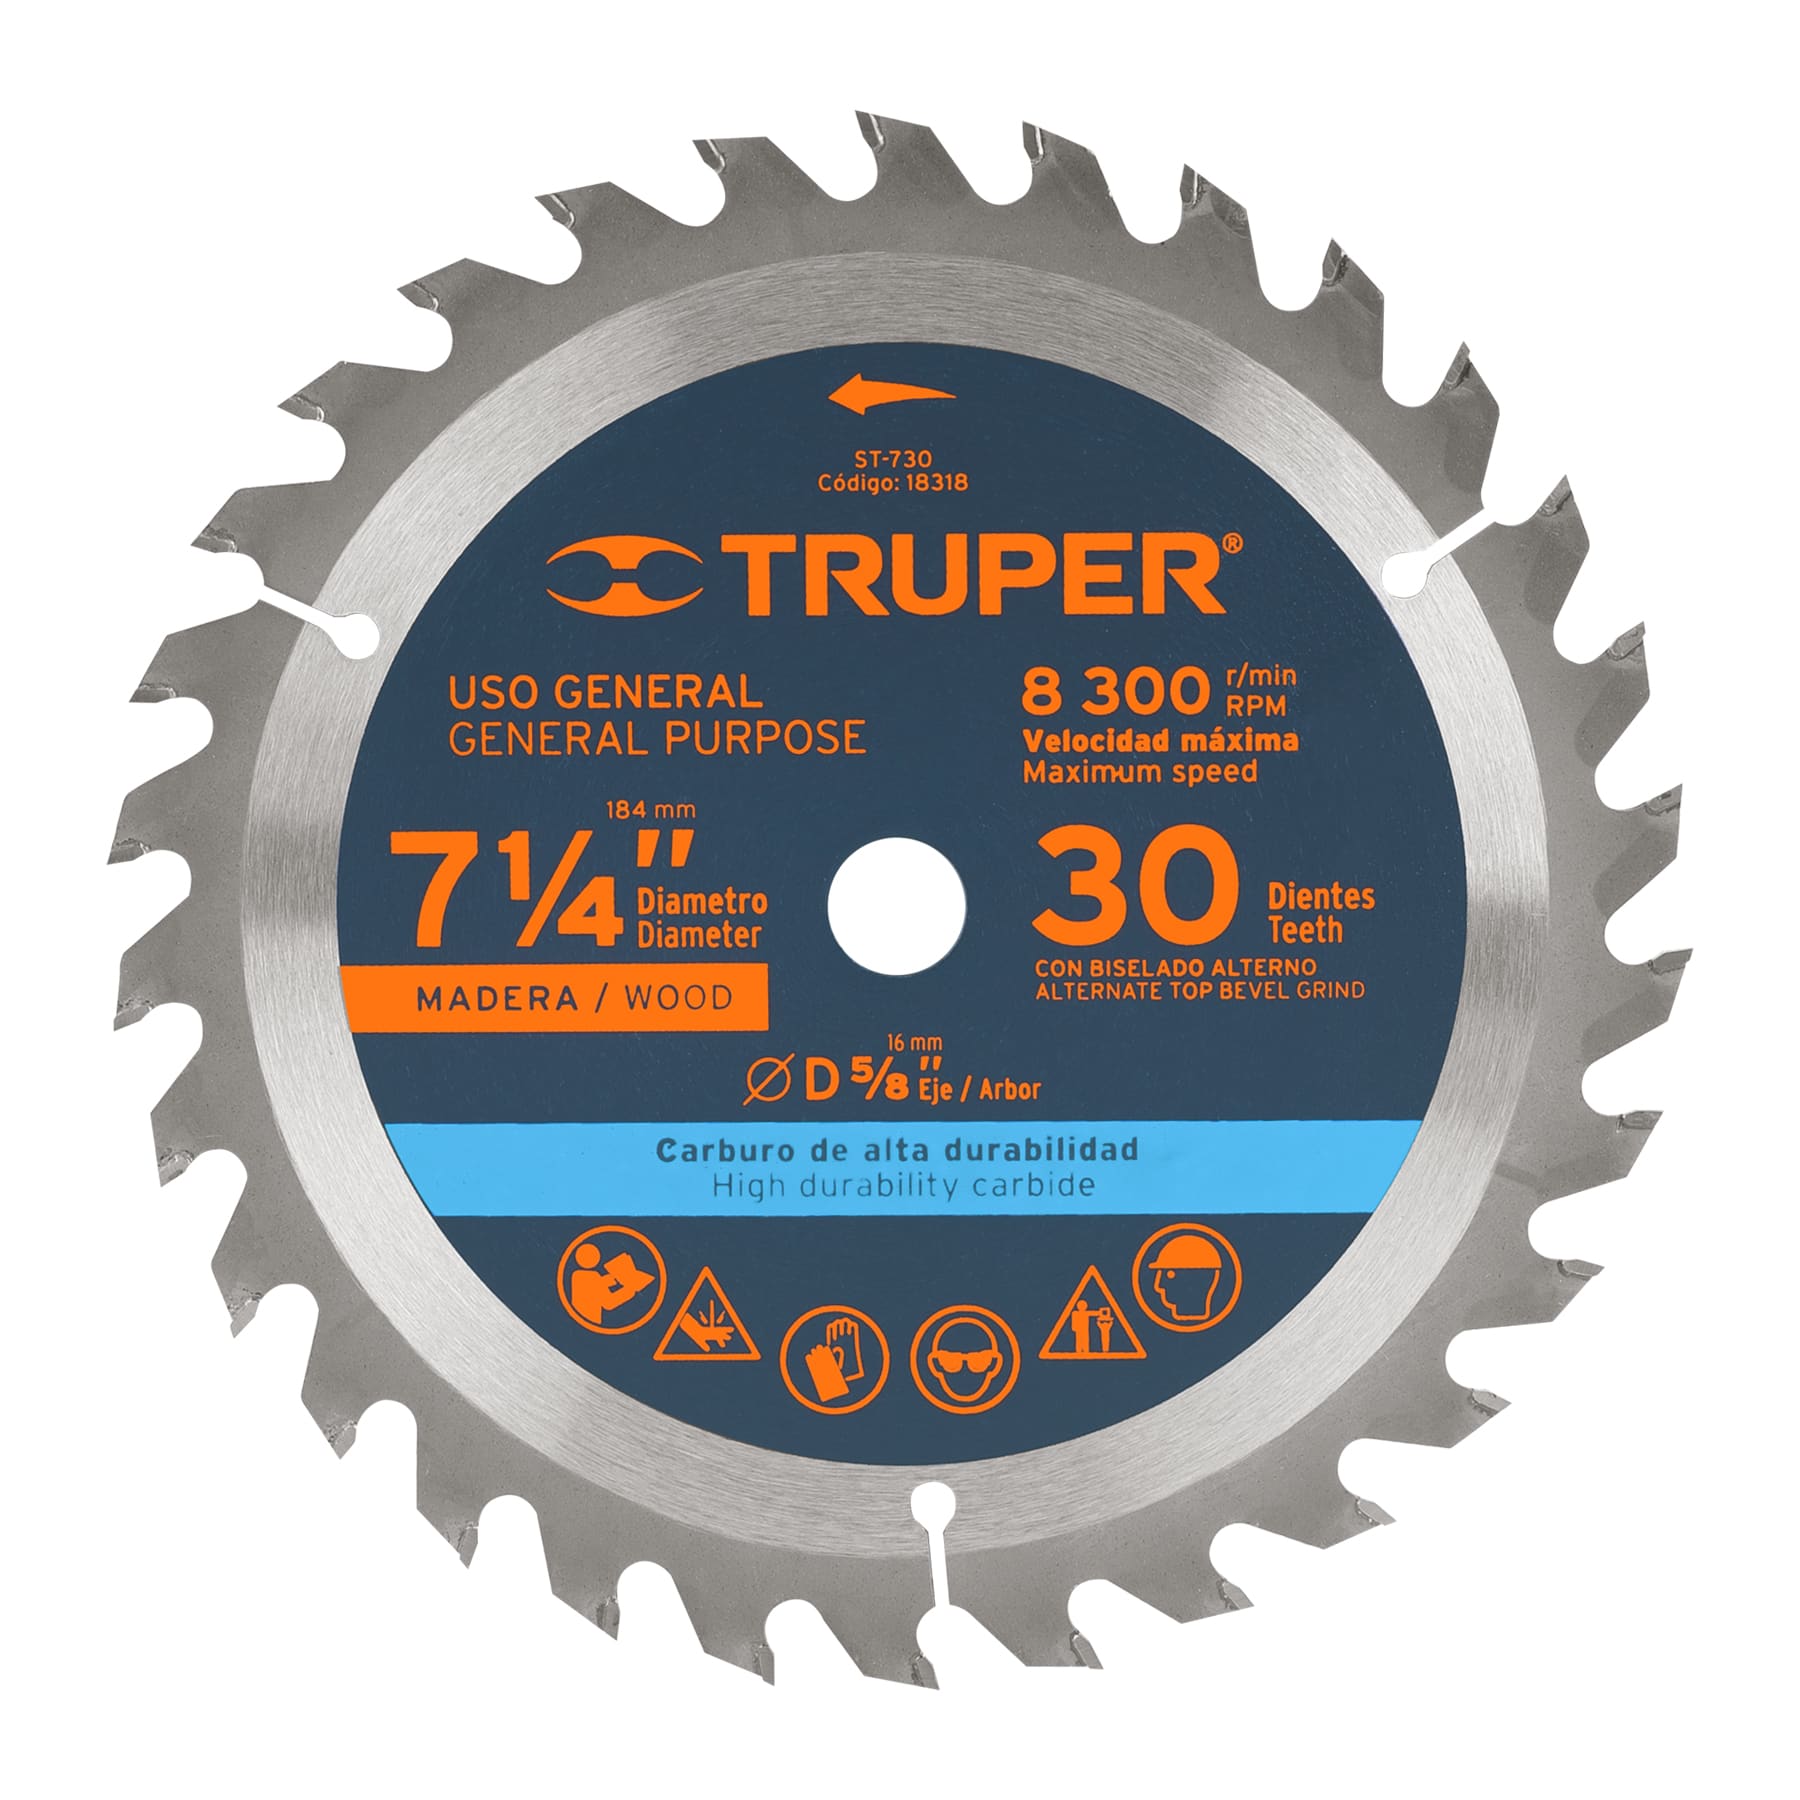 ST-730
Código: 18318
TRUPER®
USO GENERAL
GENERAL PURPOSE
8 300 r/min
RPM
Velocidad máxima
Maximum speed
184 mm
7 1/4"
Diametro
Diameter
30 Dientes
Teeth
CON BISELADO ALTERNO
ALTERNATE TOP BEVEL GRIND
MADERA / WOOD
16 mm
Ø D 5/8" Eje / Arbor
Carburo de alta durabilidad
High durability carbide